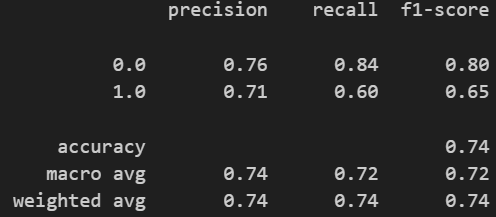 precision recall f1-score
0.0 0.76 0.84 0.80
1.0 0.71 0.60 0.65
accuracy 0.74
macro avg 0.74 0.72 0.72
weighted avg 0.74 0.74 0.74